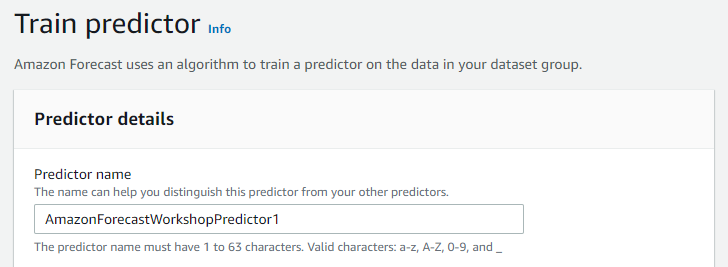 Train predictor Info
Amazon Forecast uses an algorithm to train a predictor on the data in your dataset group.
Predictor details
Predictor name
The name can help you distinguish this predictor from your other predictors.
AmazonForecastWorkshopPredictor1
The predictor name must have 1 to 63 characters. Valid characters: a-z, A-Z, 0-9, and _